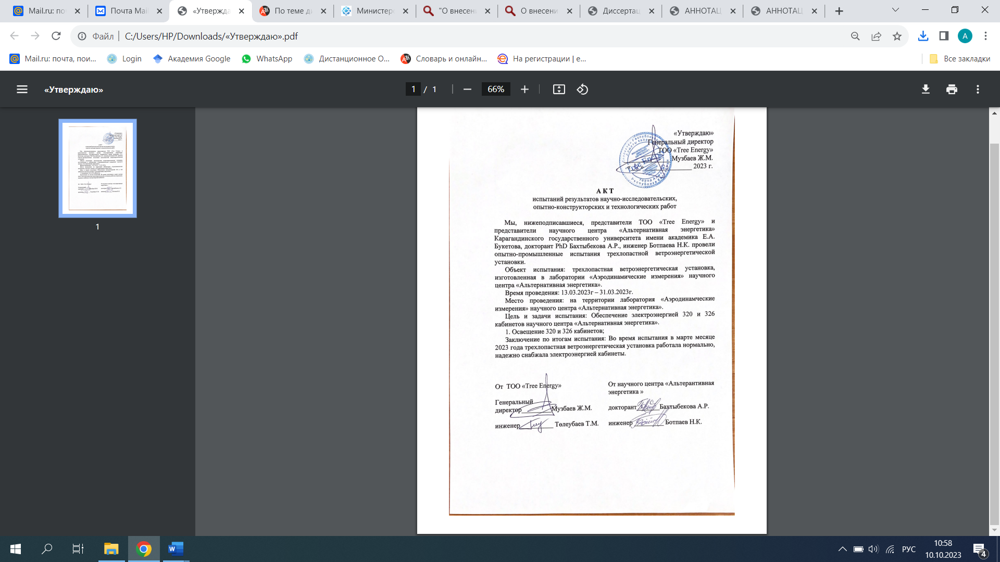 Mail.ru: по
Почта Mail
«Утвержда
По теме ди
Министерс
"О внесени
О внесени
Диссертац
АННОТАЦ
АННОТАЦ
Файл
C:/Users/HP/Downloads/«Утверждаю».pdf
A
Mail.ru: почта, пои...
Login
Академия Google
WhatsApp
Дистанционное О...
Словарь и онлайн...
На регистрации | е...
Все закладки
«Утверждаю»
1 / 1
66%
1
«Утверждаю»
Генеральный директор
ТОО «Tree Energy»
Музбаев Ж.М.
2023 г.
А К Т
испытаний результатов научно-исследовательских,
опытно-конструкторских и технологических работ
Мы, нижеподписавшиеся, представители ТОО «Tree Energy» и
представители научного центра «Альтернативная энергетика»
Карагандинского государственного университета имени академика Е.А.
Букетова, докторант PhD Бахтыбекова А.Р., инженер Ботпаева Н.К. провели
опытно-промышленные испытания трехлопастной ветроэнергетической
установки.
Объект испытания: трехлопастная ветроэнергетическая установка,
изготовленная в лаборатории «Аэродинамические измерения» научного
центра «Альтернативная энергетика».
Время проведения: 13.03.2023г – 31.03.2023г.
Место проведения: на территории лаборатория «Аэродинамческие
измерения» научного центра «Альтернативная энергетика».
Цель и задачи испытания: Обеспечение электроэнергией 320 и 326
кабинетов научного центра «Альтернативная энергетика».
1. Освещение 320 и 326 кабинетов;
Заключение по итогам испытания: Во время испытания в марте месяце
2023 года трехлопастная ветроэнергетическая установка работала нормально,
надежно снабжала электроэнергией кабинеты.
От ТОО «Tree Energy»
Генеральный
директор Музбаев Ж.М.
инженер Төлеубаев Т.М.
От научного центра «Альтерантивная
энергетика »
докторант Бахтыбекова А.Р.
инженер Ботпаев Н.К.
РУС
10:58
10.10.2023
4